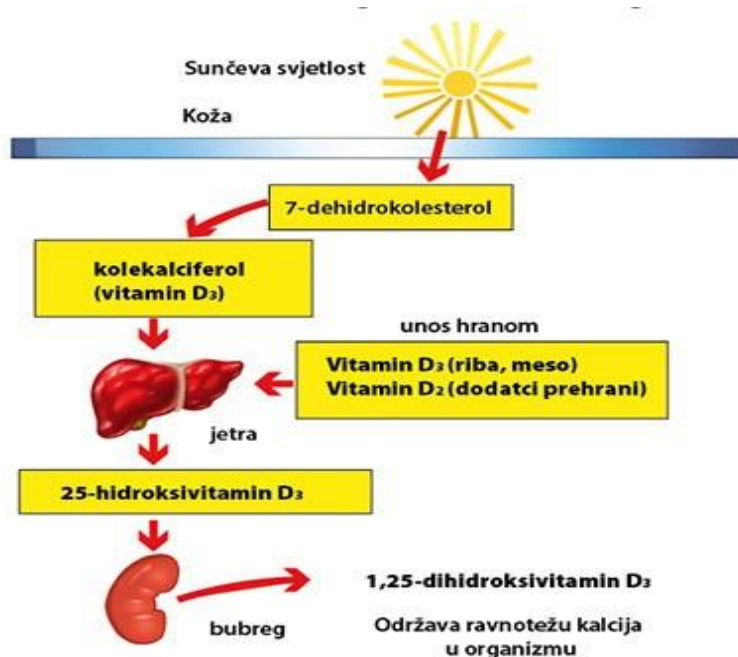 Sunčeva svjetlost
Koža
7-dehidrokolesterol
kolekalciferol
(vitamin D₃)
unos hranom
Vitamin D₃ (riba, meso)
Vitamin D₂ (dodatci prehrani)
jetra
25-hidroksivitamin D₃
bubreg
1,25-dihidroksivitamin D₃
Održava ravnotežu kalcija
u organizmu